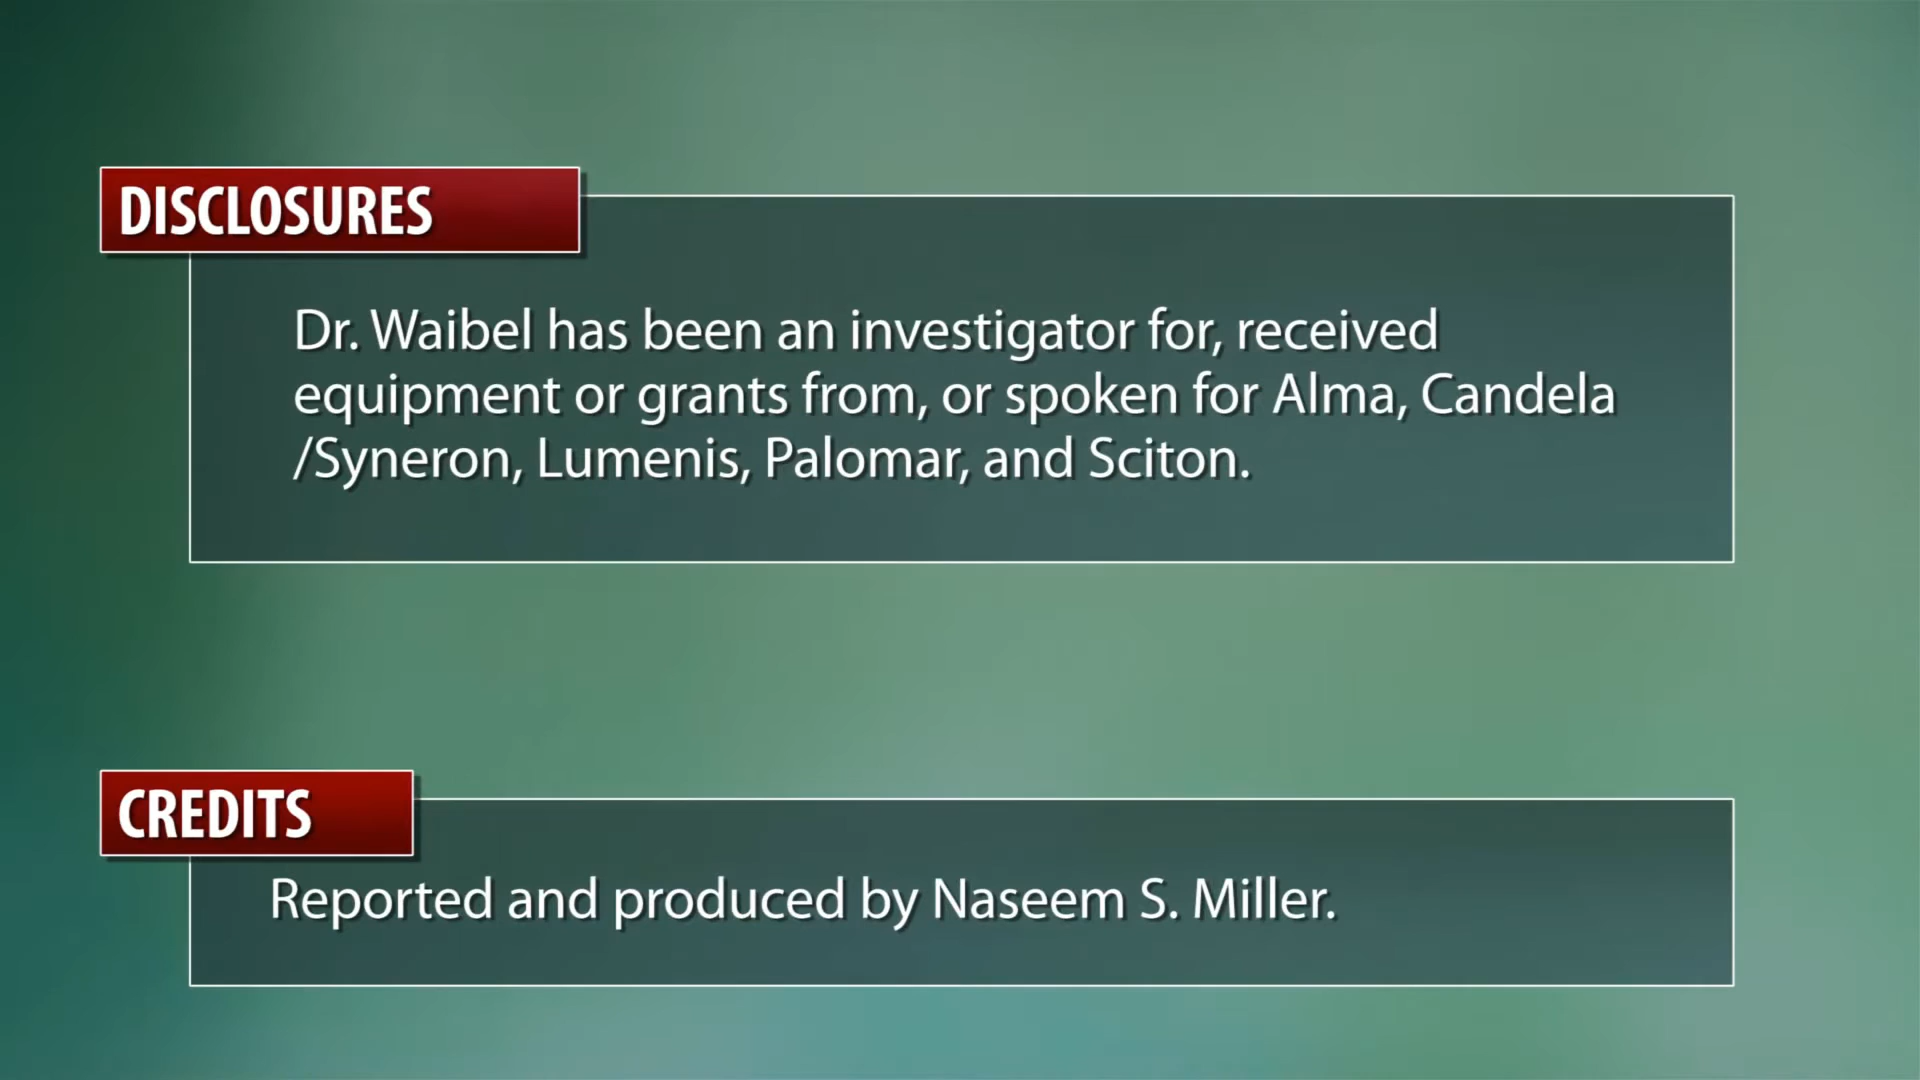 DISCLOSURES
Dr. Waibel has been an investigator for, received
equipment or grants from, or spoken for Alma, Candela
/Syneron, Lumenis, Palomar, and Sciton.
CREDITS
Reported and produced by Naseem S. Miller.